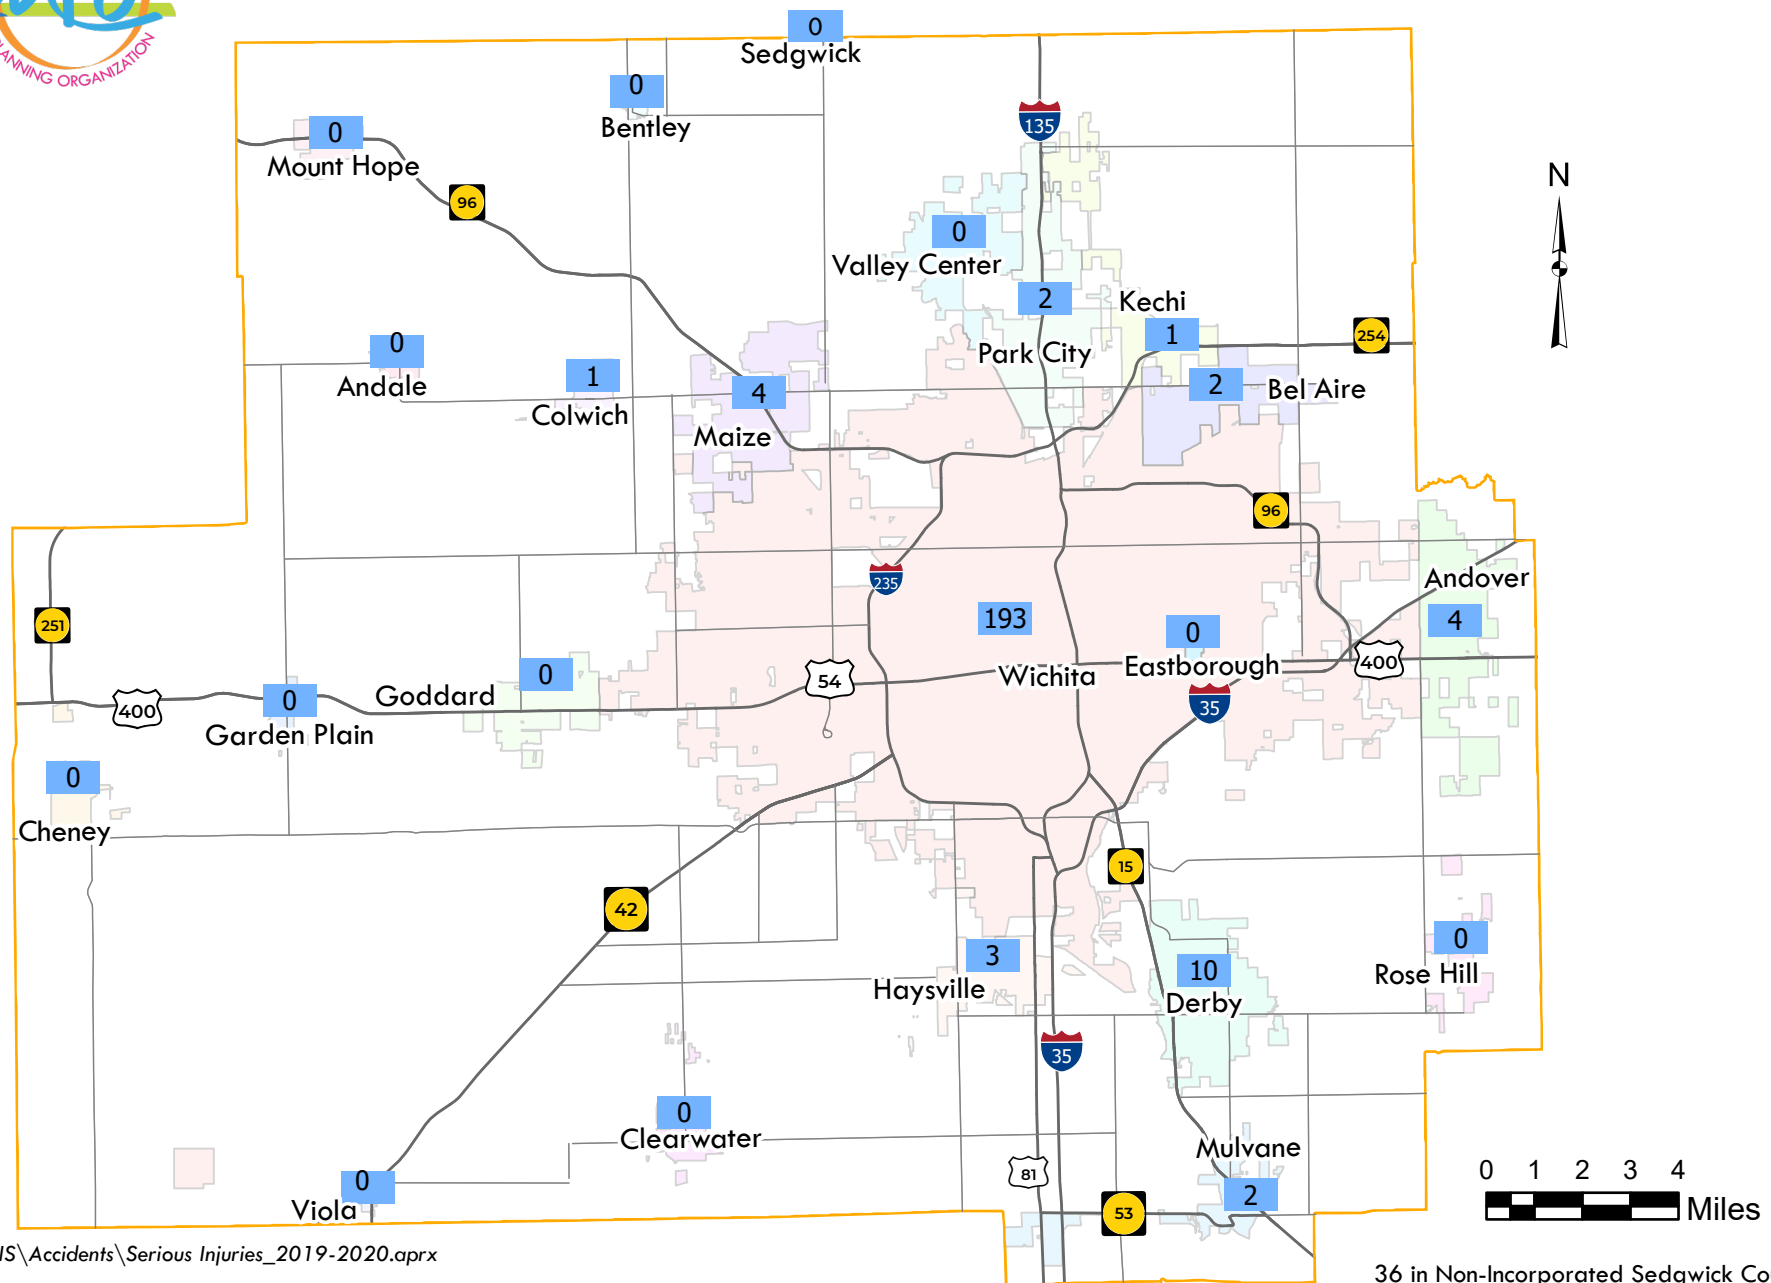 PLANNING ORGANIZATION
0
Sedgwick
0
Bentley
0
Mount Hope
96
135
N
0
Valley Center
2
Kechi
1
254
Park City
0
Andale
1
Colwich
4
Maize
2
Bel Aire
96
235
Andover
4
251
193
0
Eastborough
Wichita
400
54
35
0
Goddard
0
Garden Plain
400
0
Cheney
42
15
3
Haysville
10
Derby
0
Rose Hill
35
0
Clearwater
Mulvane
2
81
53
0
Viola
0 1 2 3 4
Miles
IS\Accidents\Serious Injuries_2019-2020.aprx
36 in Non-Incorporated Sedgwick Co